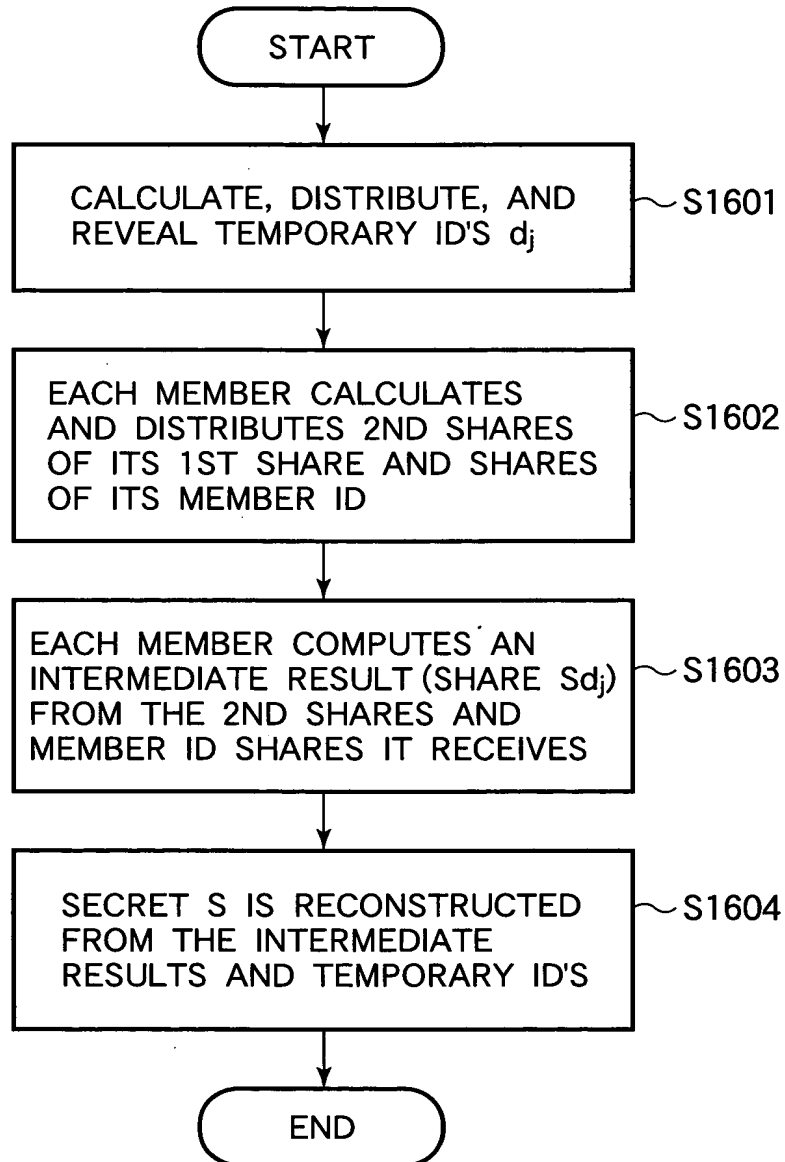 START
CALCULATE, DISTRIBUTE, AND
REVEAL TEMPORARY ID'S dj
S1601
EACH MEMBER CALCULATES
AND DISTRIBUTES 2ND SHARES
OF ITS 1ST SHARE AND SHARES
OF ITS MEMBER ID
S1602
EACH MEMBER COMPUTES AN
INTERMEDIATE RESULT (SHARE Sdj)
FROM THE 2ND SHARES AND
MEMBER ID SHARES IT RECEIVES
S1603
SECRET S IS RECONSTRUCTED
FROM THE INTERMEDIATE
RESULTS AND TEMPORARY ID'S
S1604
END